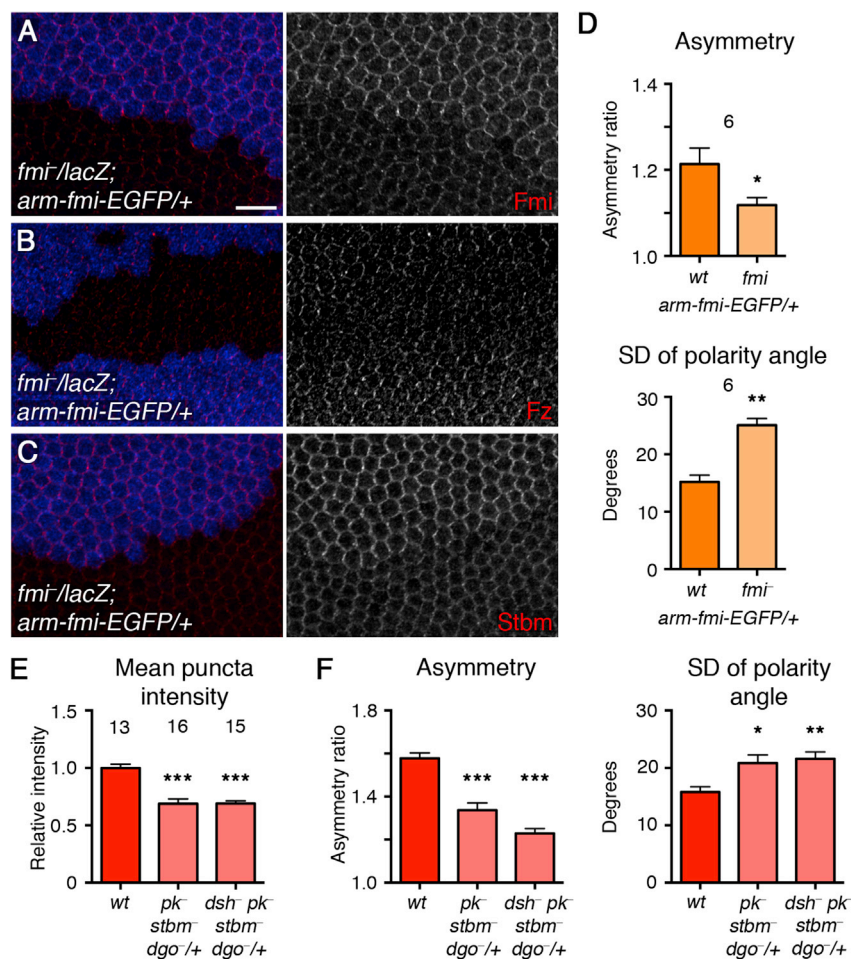 A
fmi⁻/lacZ;
arm-fmi-EGFP/+
Fmi
B
fmi⁻/lacZ;
arm-fmi-EGFP/+
Fz
C
fmi⁻/lacZ;
arm-fmi-EGFP/+
Stbm
D
Asymmetry
Asymmetry ratio
1.4
1.2
1.0
6
*
wt
fmi
arm-fmi-EGFP/+
SD of polarity angle
Degrees
30
20
10
0
6
**
wt
fmi⁻
arm-fmi-EGFP/+
E
Mean puncta
intensity
Relative intensity
1.5
1.0
0.5
0
13
16
15
***
***
wt
pk⁻
stbm⁻
dgo⁻/+
dsh⁻ pk⁻
stbm⁻
dgo⁻/+
F
Asymmetry
Asymmetry ratio
1.8
1.4
1.0
***
***
wt
pk⁻
stbm⁻
dgo⁻/+
dsh⁻ pk⁻
stbm⁻
dgo⁻/+
SD of polarity
angle
Degrees
30
20
10
0
*
**
wt
pk⁻
stbm⁻
dgo⁻/+
dsh⁻ pk⁻
stbm⁻
dgo⁻/+